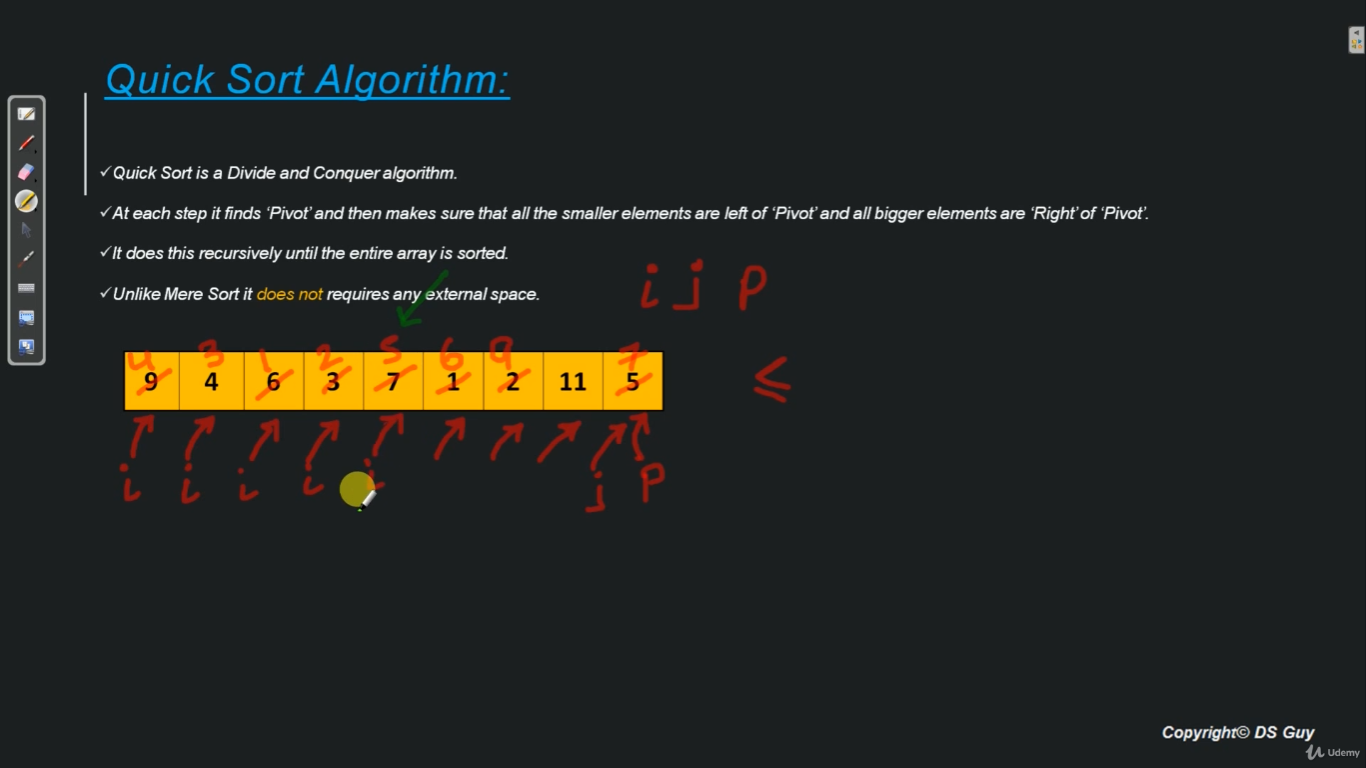 Quick Sort Algorithm:
✓Quick Sort is a Divide and Conquer algorithm.
✓At each step it finds ‘Pivot’ and then makes sure that all the smaller elements are left of ‘Pivot’ and all bigger elements are ‘Right’ of ‘Pivot’.
✓It does this recursively until the entire array is sorted.
✓Unlike Mere Sort it does not requires any external space.
i j P
4 3 1 2 5 6 9 7
9 4 6 3 7 1 2 11 5
≤
i i i i i j P
Copyright© DS Guy
Udemy